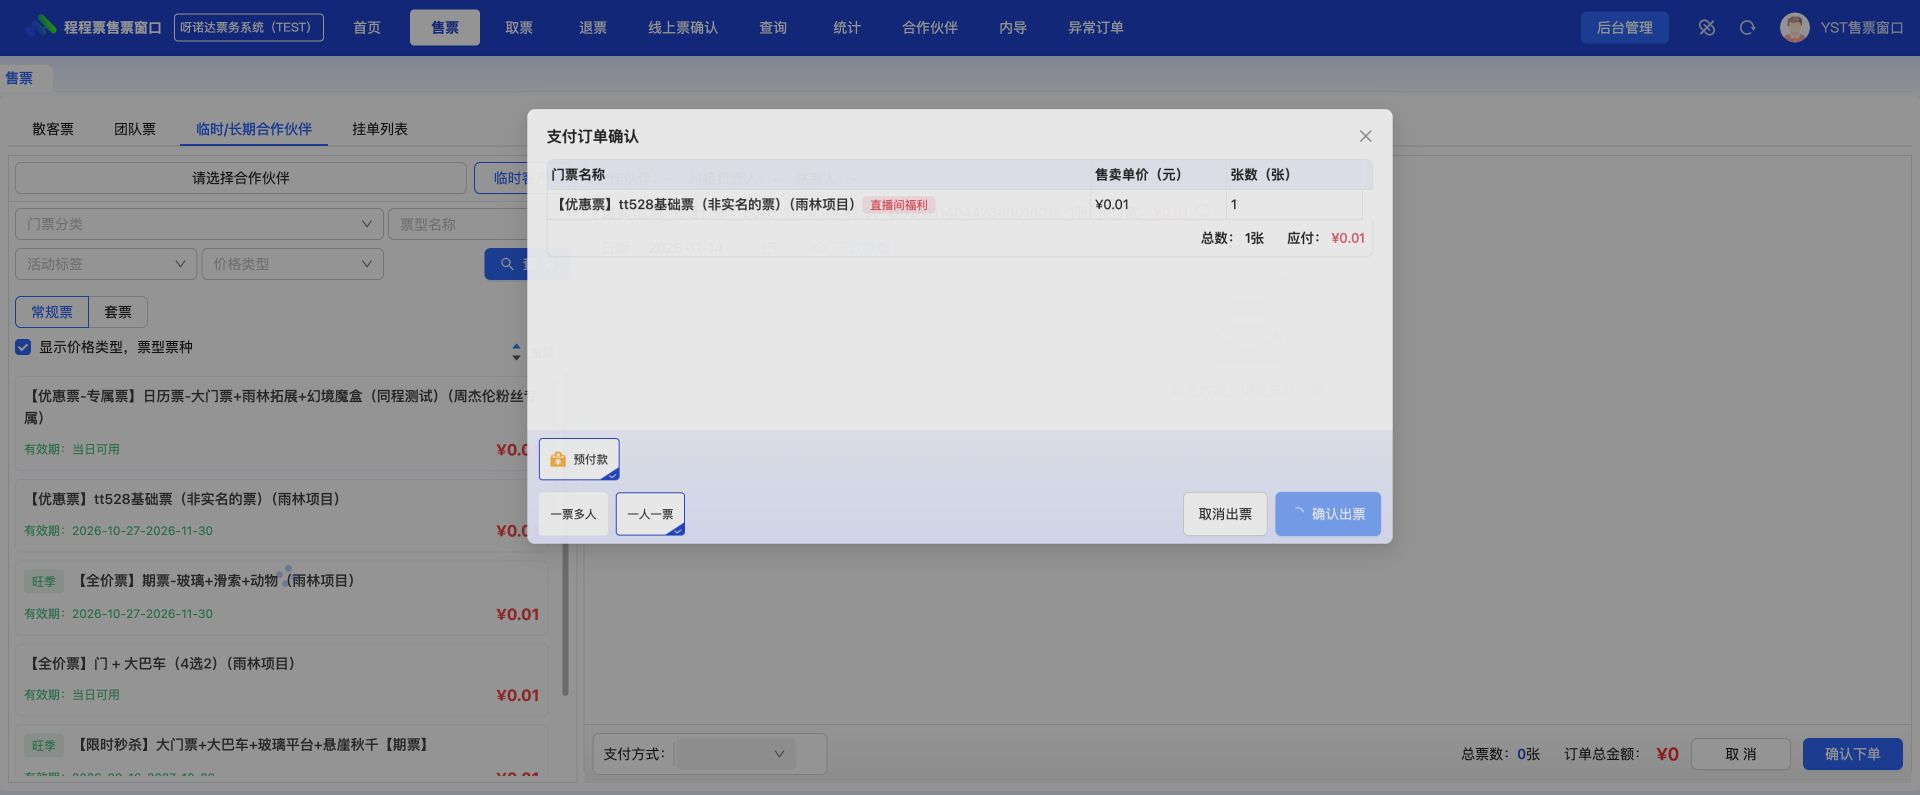 程程票售票窗口
呀诺达票务系统（TEST）
首页
售票
取票
退票
线上票确认
查询
统计
合作伙伴
内导
异常订单
后台管理
YST售票窗口
售票
散客票
团队票
临时/长期合作伙伴
挂单列表
请选择合作伙伴
临时客
门票分类
票型名称
活动标签
价格类型
查
常规票
套票
显示价格类型，票型票种
【优惠票-专属票】日历票-大门票+雨林拓展+幻境魔盒（同程测试）（周杰伦粉丝专
属）
有效期：当日可用
¥0.0
【优惠票】tt528基础票（非实名的票）（雨林项目）
有效期：2026-10-27-2026-11-30
¥0.0
旺季
【全价票】期票-玻璃+滑索+动物（雨林项目）
有效期：2026-10-27-2026-11-30
¥0.01
【全价票】门 + 大巴车（4选2）（雨林项目）
有效期：当日可用
¥0.01
旺季
【限时秒杀】大门票+大巴车+玻璃平台+悬崖秋千【期票】
支付订单确认
门票名称
售卖单价（元）
张数（张）
【优惠票】tt528基础票（非实名的票）（雨林项目）
直播间福利
¥0.01
1
总数： 1张
应付： ¥0.01
日期
2026-11-14
预付款
一票多人
一人一票
取消出票
确认出票
支付方式：
总票数：0张
订单总金额： ¥0
取 消
确认下单